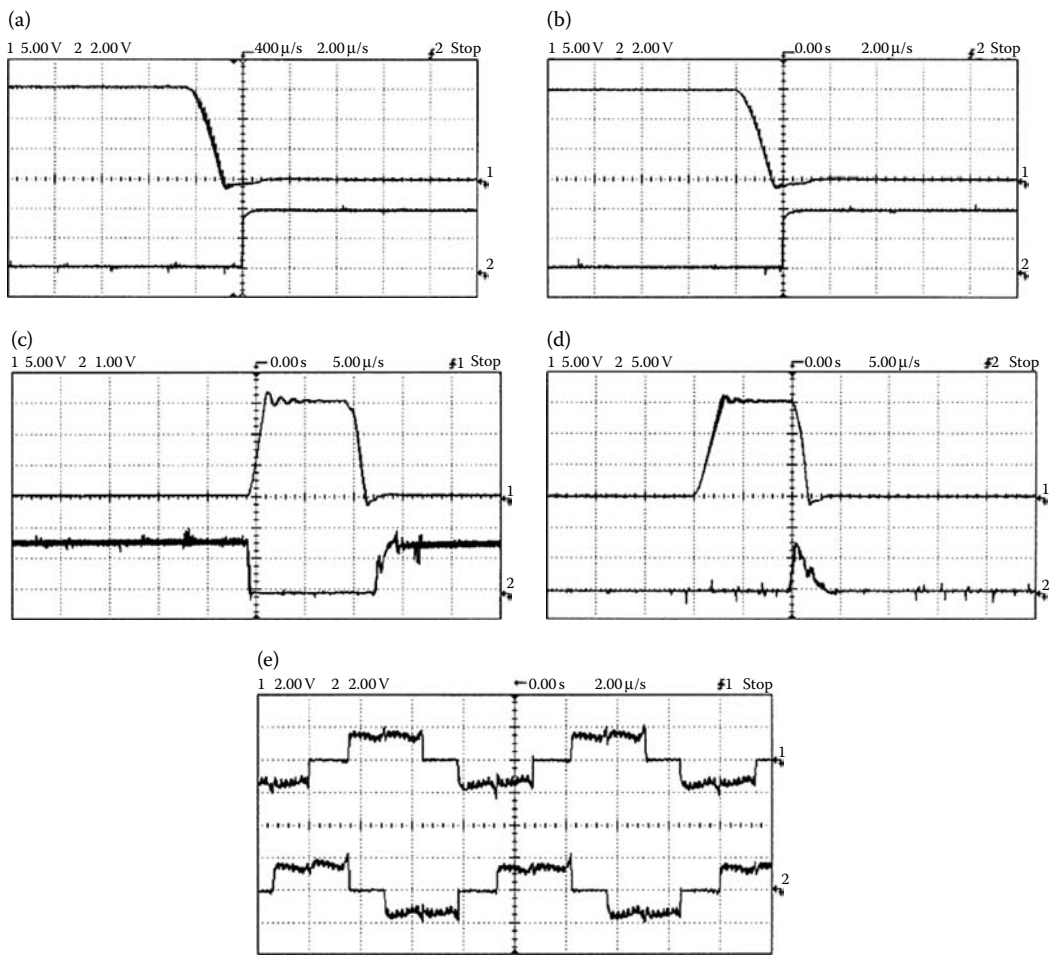 (a)
1 5.00 V 2 2.00 V 400 µ/s 2.00 µ/s 2 Stop
1
2
(b)
1 5.00 V 2 2.00 V 0.00 s 2.00 µ/s 2 Stop
1
2
(c)
1 5.00 V 2 1.00 V 0.00 s 5.00 µ/s 1 Stop
1
2
(d)
1 5.00 V 2 5.00 V 0.00 s 5.00 µ/s 2 Stop
1
2
(e)
1 2.00 V 2 2.00 V 0.00 s 2.00 µ/s 1 Stop
1
2